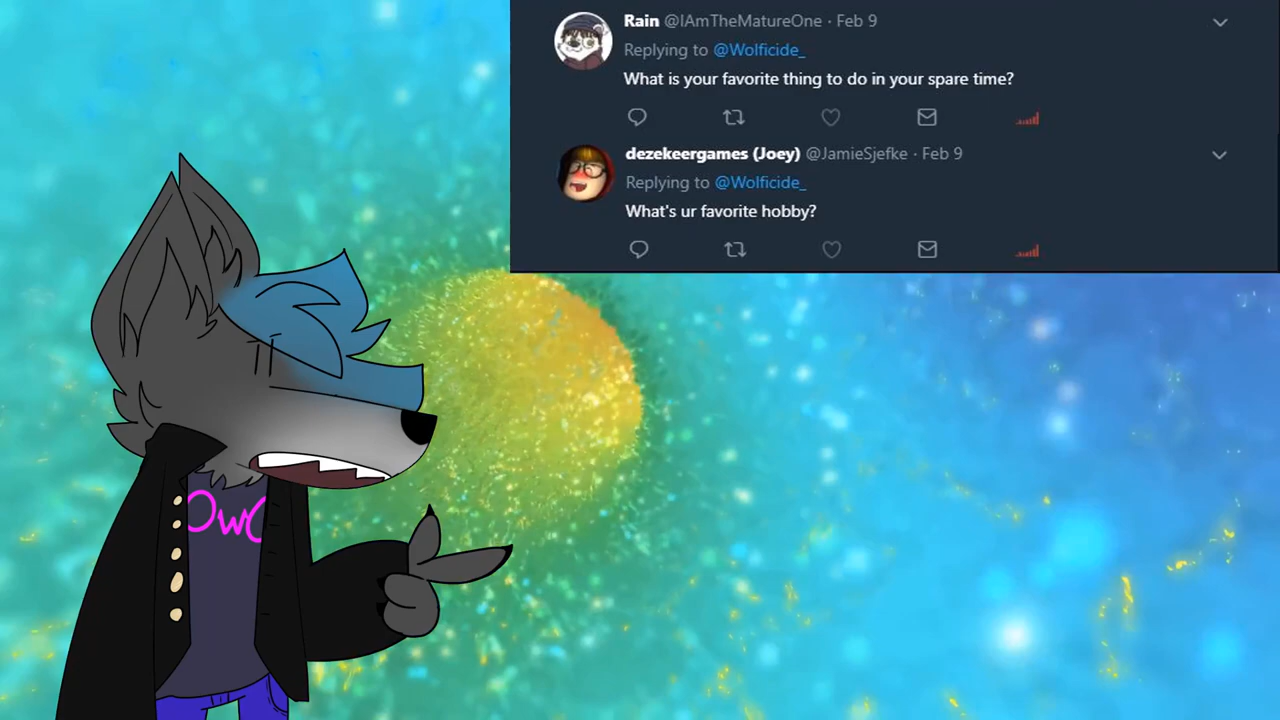 Rain @IAmTheMatureOne · Feb 9
Replying to @Wolficide_
What is your favorite thing to do in your spare time?
dezekeergames (Joey) @JamieSjefke · Feb 9
Replying to @Wolficide_
What's ur favorite hobby?
OwO